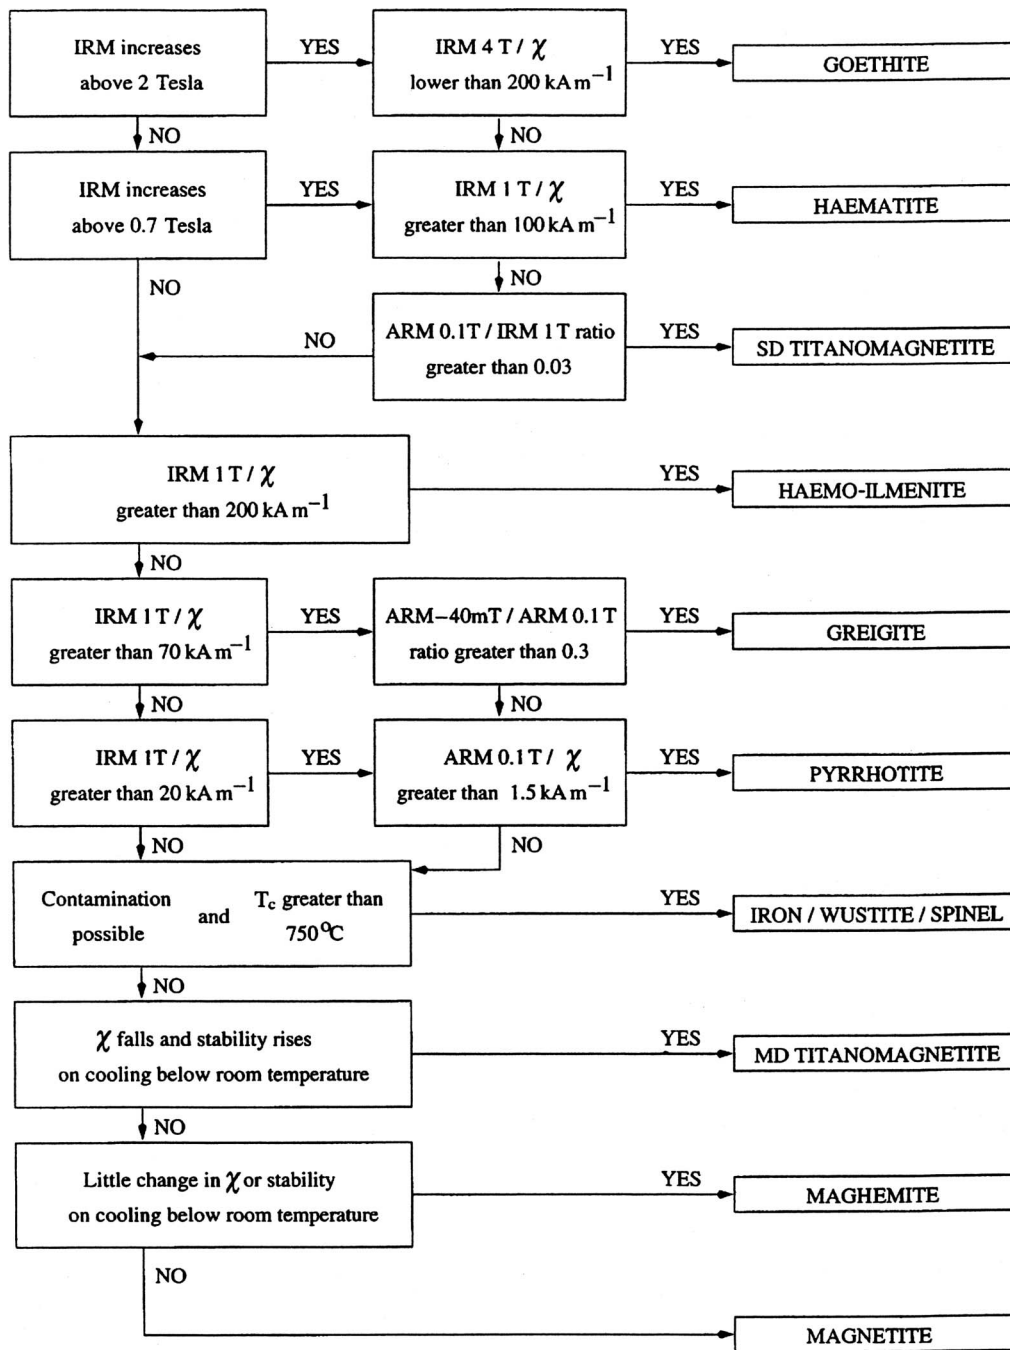 IRM increases
above 2 Tesla
YES
IRM 4 T / χ
lower than 200 kA m⁻¹
YES
GOETHITE
NO
NO
IRM increases
above 0.7 Tesla
YES
IRM 1 T / χ
greater than 100 kA m⁻¹
YES
HAEMATITE
NO
NO
ARM 0.1T / IRM 1T ratio
greater than 0.03
NO
YES
SD TITANOMAGNETITE
IRM 1 T / χ
greater than 200 kA m⁻¹
YES
HAEMO-ILMENITE
NO
IRM 1 T / χ
greater than 70 kA m⁻¹
YES
ARM−40mT / ARM 0.1 T
ratio greater than 0.3
YES
GREIGITE
NO
NO
IRM 1T / χ
greater than 20 kA m⁻¹
YES
ARM 0.1T / χ
greater than 1.5 kA m⁻¹
YES
PYRRHOTITE
NO
NO
Contamination
possible
and
T_c greater than
750°C
YES
IRON / WUSTITE / SPINEL
NO
χ falls and stability rises
on cooling below room temperature
YES
MD TITANOMAGNETITE
NO
Little change in χ or stability
on cooling below room temperature
YES
MAGHEMITE
NO
MAGNETITE